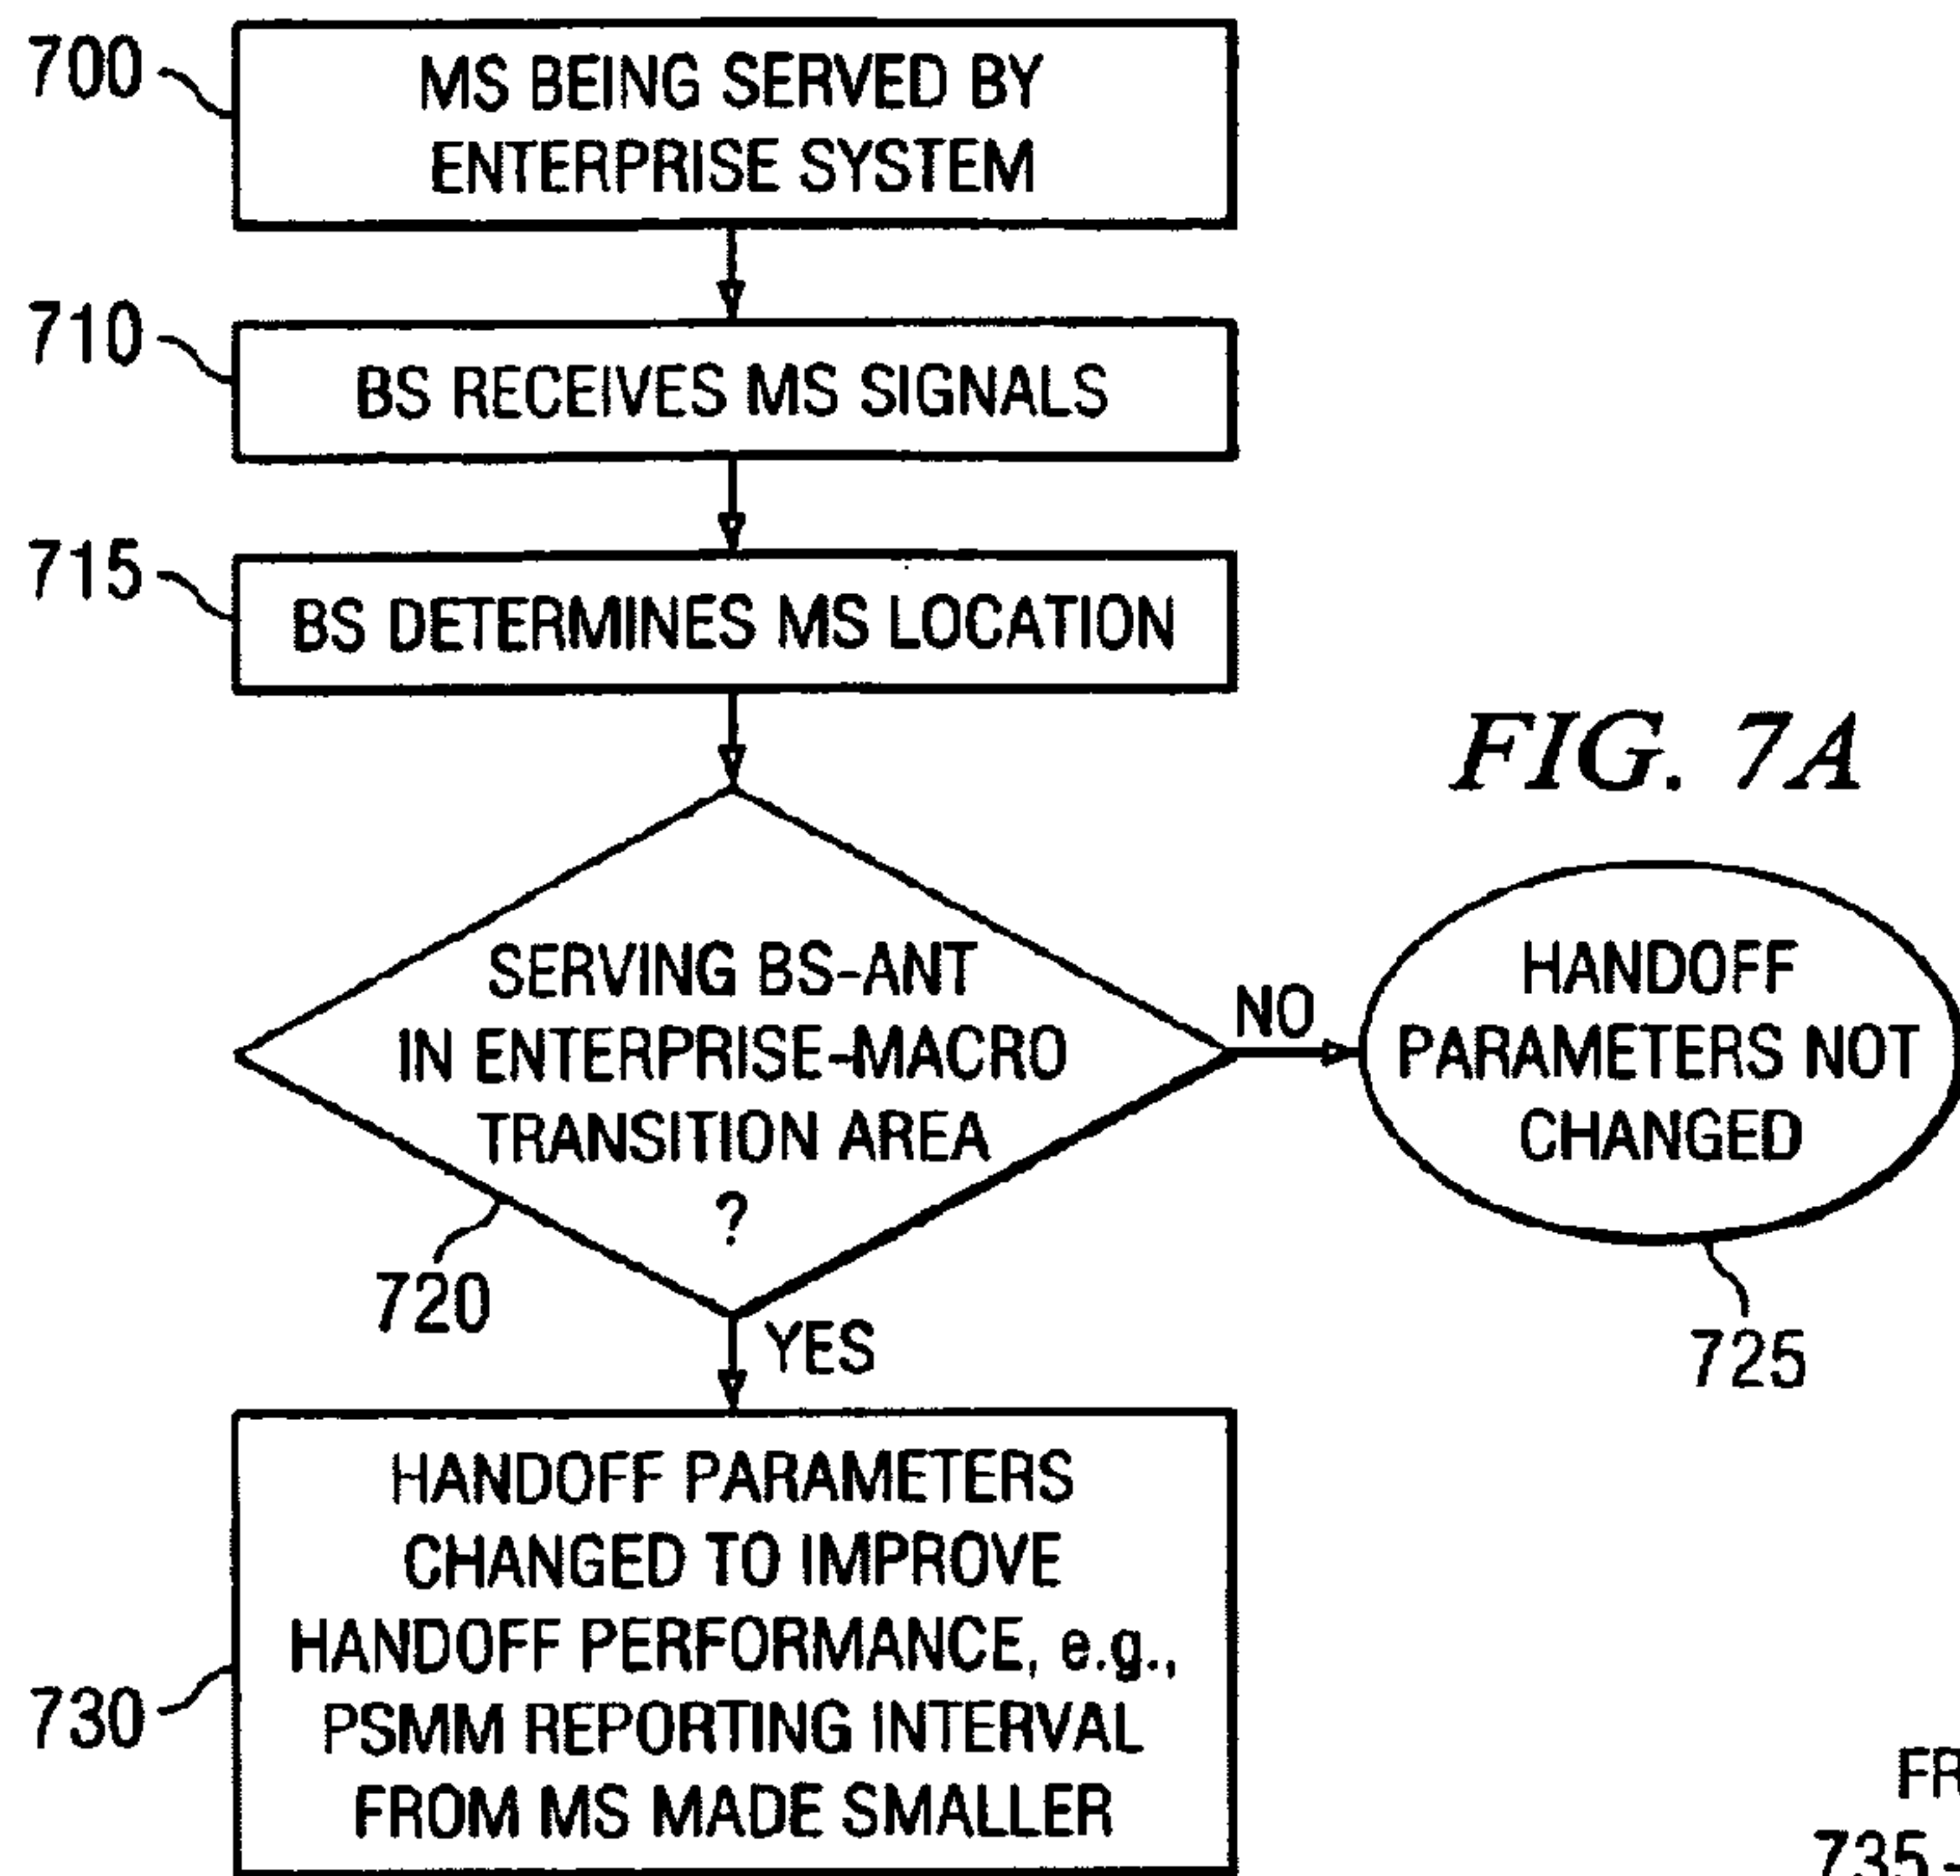 700
MS BEING SERVED BY
ENTERPRISE SYSTEM
710
BS RECEIVES MS SIGNALS
715
BS DETERMINES MS LOCATION
FIG. 7A
SERVING BS-ANT
IN ENTERPRISE-MACRO
TRANSITION AREA
?
NO
HANDOFF
PARAMETERS NOT
CHANGED
720
725
YES
HANDOFF PARAMETERS
CHANGED TO IMPROVE
HANDOFF PERFORMANCE, e.g.,
PSMM REPORTING INTERVAL
FROM MS MADE SMALLER
730
735